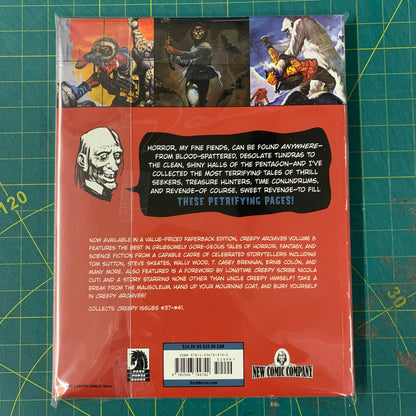 HORROR, MY FINE FIENDS, CAN BE FOUND ANYWHERE—
FROM BLOOD-SPATTERED, DESOLATE TUNDRAS TO
THE CLEAN, SHINY HALLS OF THE PENTAGON—AND I'VE
COLLECTED THE MOST TERRIFYING TALES OF THRILL
SEEKERS, TREASURE HUNTERS, TIME CONUNDRUMS,
AND REVENGE—OF COURSE, SWEET REVENGE—TO FILL
THESE PETRIFYING PAGES!
NOW AVAILABLE IN A VALUE-PRICED PAPERBACK EDITION, CREEPY ARCHIVES VOLUME 8
FEATURES THE BEST IN GRUESOMELY GORE-GEOUS TALES OF HORROR, FANTASY, AND
SCIENCE FICTION FROM A CAPABLE CADRE OF CELEBRATED STORYTELLERS INCLUDING
TOM SUTTON, STEVE SKEATES, WALLY WOOD, T. CASEY BRENNAN, ERNIE COLÓN, AND
MANY MORE. ALSO FEATURED IS A FOREWORD BY LONGTIME CREEPY SCRIBE NICOLA
CUTI AND A STORY STARRING NONE OTHER THAN UNCLE CREEPY HIMSELF! TAKE A
BREAK FROM THE MAUSOLEUM, HANG UP YOUR MOURNING COAT, AND BURY YOURSELF
IN CREEPY ARCHIVES!
COLLECTS CREEPY ISSUES #37–#41.
$24.99 US $33.99 CAN
DARK
HORSE
BOOKS
DarkHorse.com
NEW COMIC COMPANY
120
30